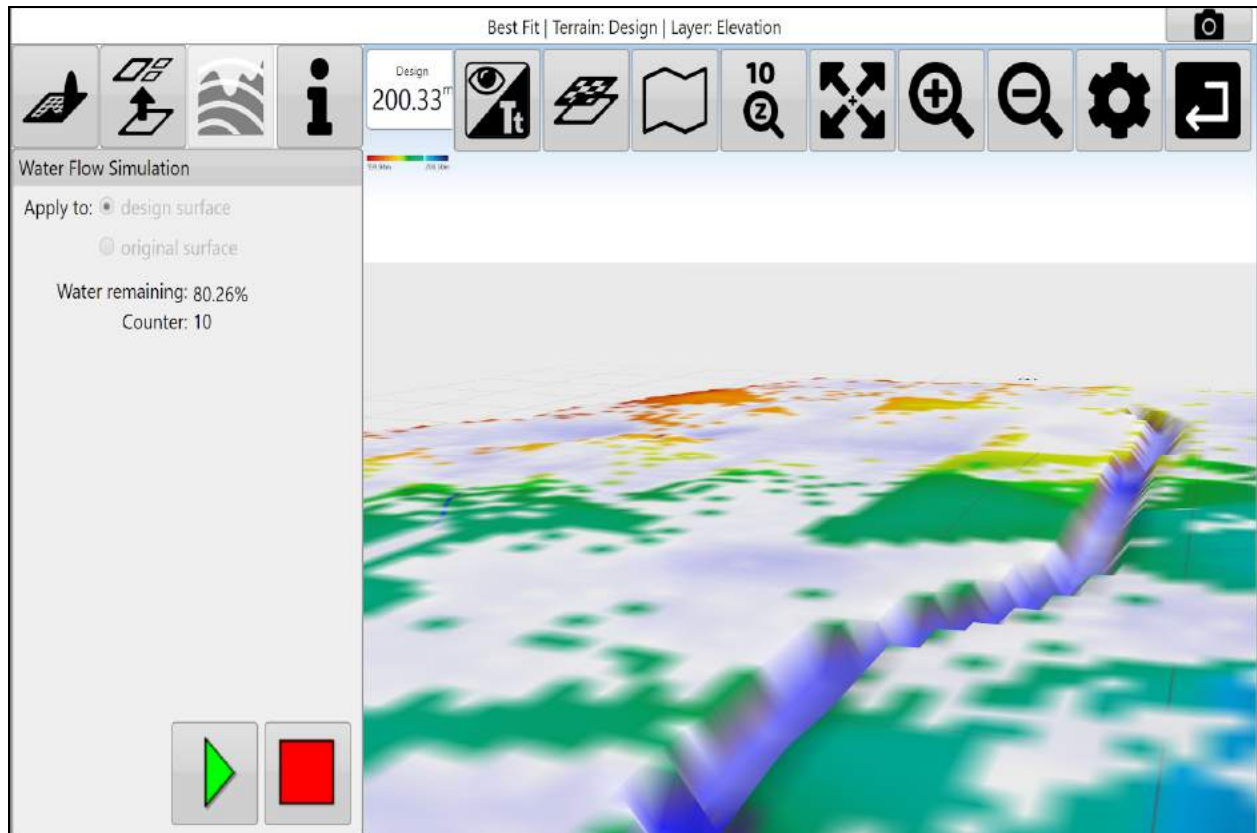 Best Fit | Terrain: Design | Layer: Elevation
Design
200.33m
Tt
10
Z
Water Flow Simulation
Apply to: design surface
original surface
Water remaining: 80.26%
Counter: 10